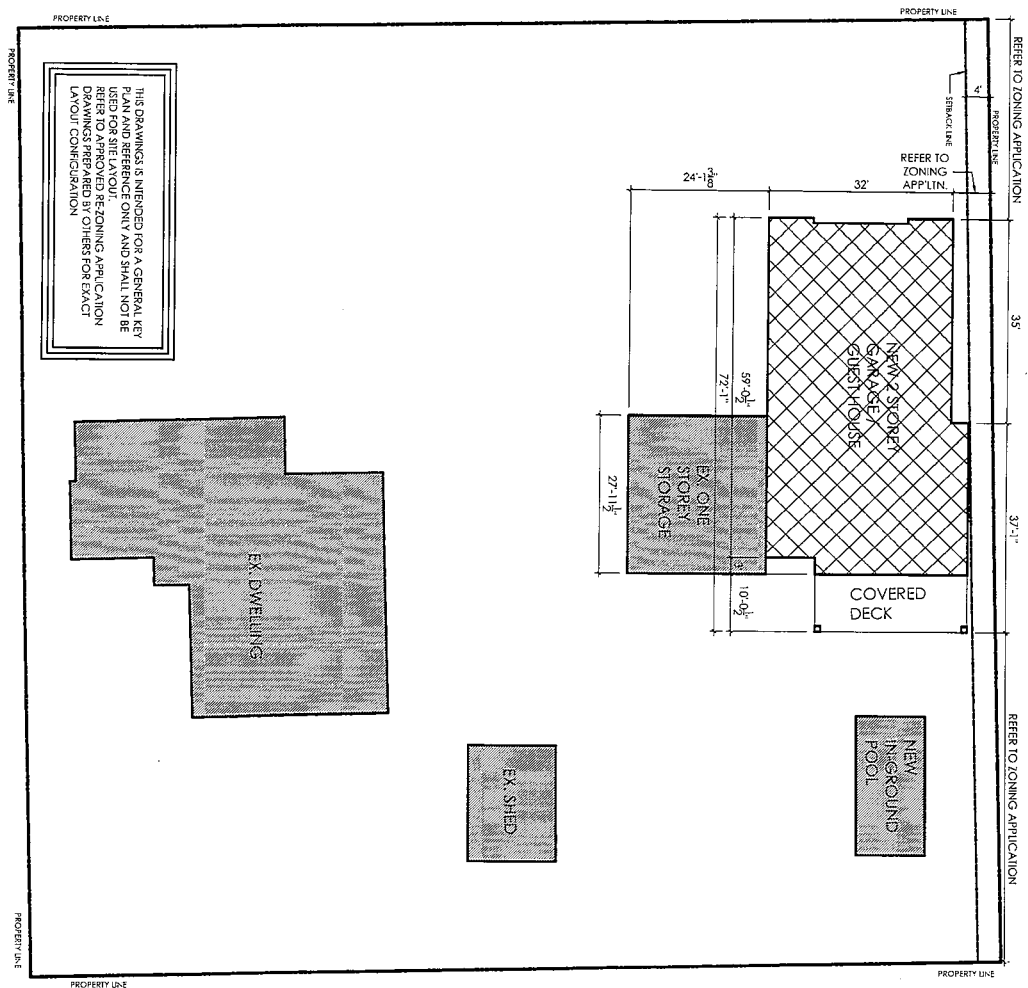 PROPERTY LINE
PROPERTY LINE
PROPERTY LINE
REFER TO ZONING APPLICATION
4'
SETBACK LINE
PROPERTY LINE
REFER TO
ZONING
APP'LTN.
THIS DRAWINGS IS INTENDED FOR A GENERAL KEY
PLAN AND REFERENCE ONLY AND SHALL NOT BE
USED FOR SITE LAYOUT.
REFER TO APPROVED RE-ZONING APPLICATION
DRAWINGS PREPARED BY OTHERS FOR EXACT
LAYOUT CONFIGURATION
24'-1 3/8"
32'
35'
NEW 2 STOREY
GARAGE /
GUEST HOUSE
59'-0 1/2"
72'-1"
EX. ONE
STOREY
STORAGE
27'-11 1/2"
37'-1"
3'
10'-0 1/2"
COVERED
DECK
EX. DWELLING
NEW
IN-GROUND
POOL
EX. SHED
REFER TO ZONING APPLICATION
PROPERTY LINE
PROPERTY LINE
PROPERTY LINE